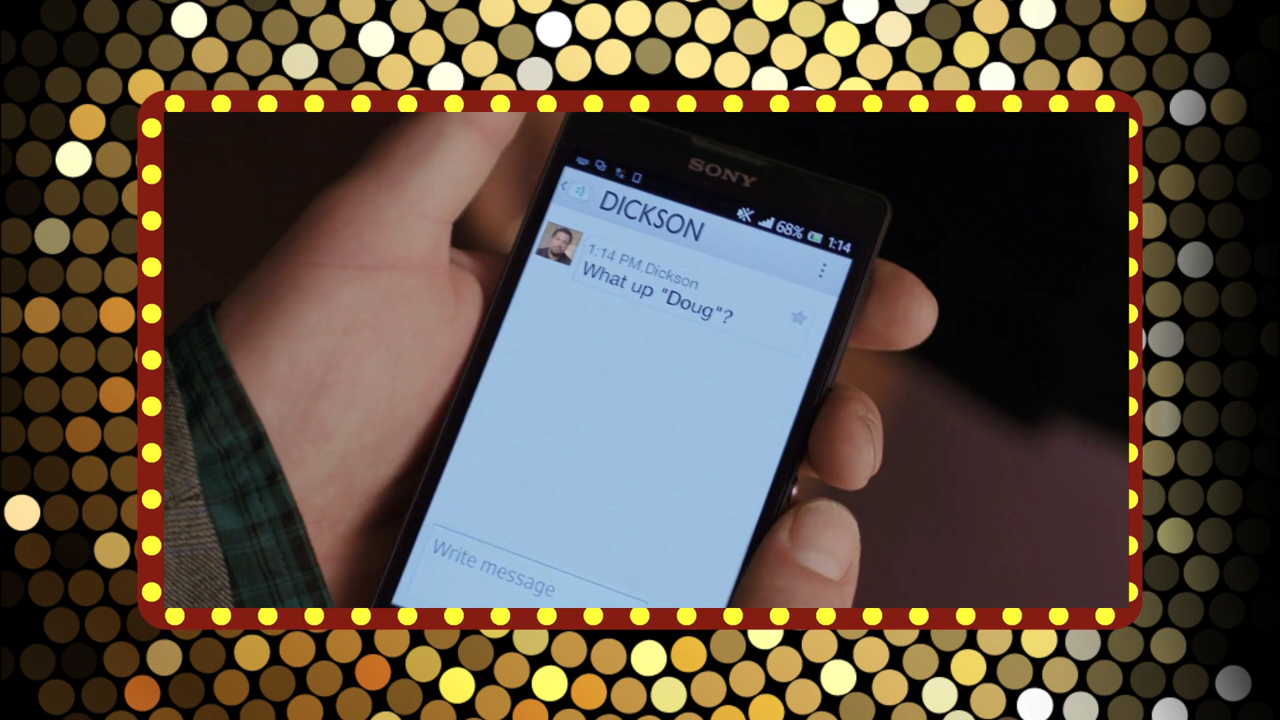 SONY
68% 1:14
DICKSON
1:14 PM, Dickson
What up "Doug"?
Write message